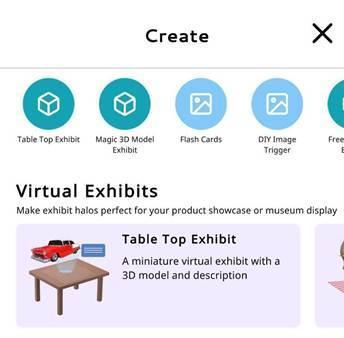 Create
Table Top Exhibit
Magic 3D Model
Exhibit
Flash Cards
DIY Image
Trigger
Free
Virtual Exhibits
Make exhibit halos perfect for your product showcase or museum display
Table Top Exhibit
A miniature virtual exhibit with a
3D model and description